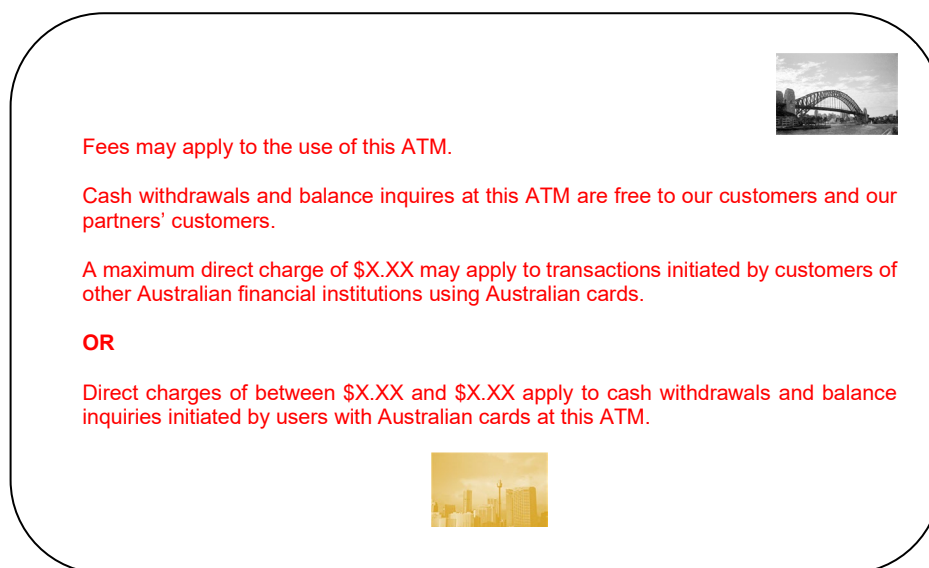 Fees may apply to the use of this ATM.
Cash withdrawals and balance inquires at this ATM are free to our customers and our
partners’ customers.
A maximum direct charge of $X.XX may apply to transactions initiated by customers of
other Australian financial institutions using Australian cards.
OR
Direct charges of between $X.XX and $X.XX apply to cash withdrawals and balance
inquiries initiated by users with Australian cards at this ATM.